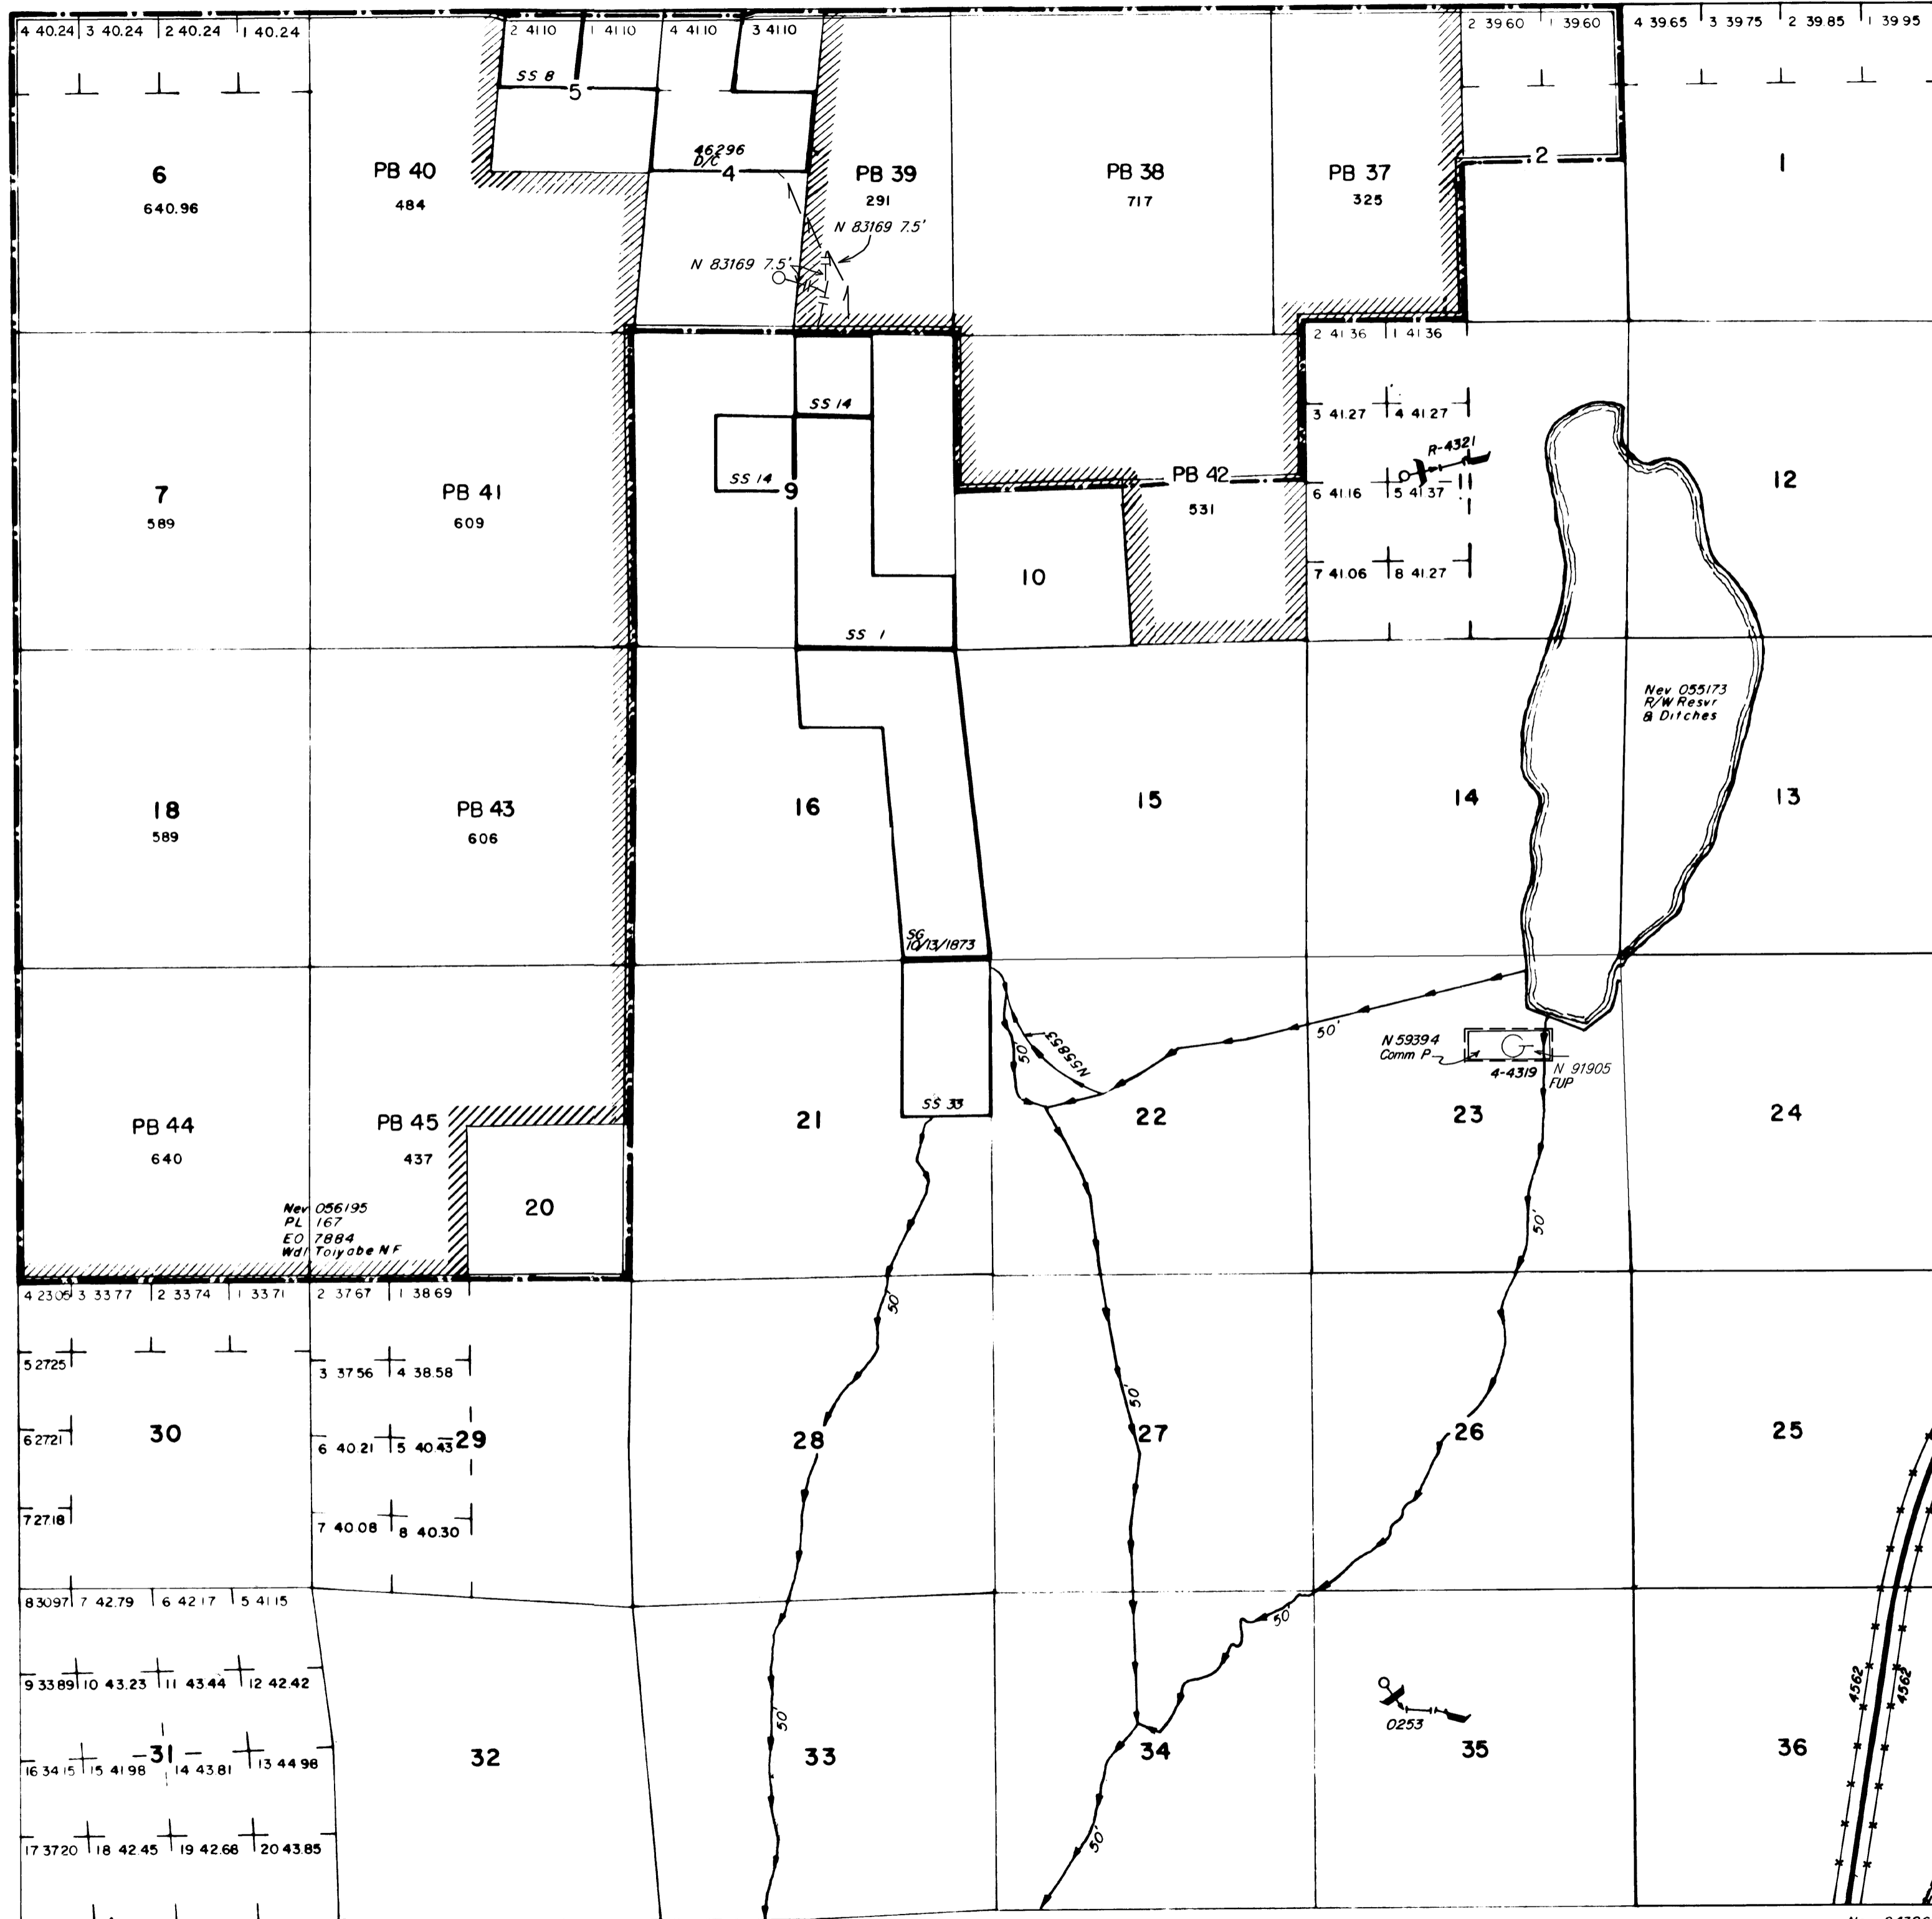 4 40.24 3 40.24 2 40.24 1 40.24
2 41.10 1 41.10 4 41.10 3 41.10
2 39.60 1 39.60
4 39.65 3 39.75 2 39.85 1 39.95
SS 8
5
46296
D/C
4
2
6
640.96
PB 40
484
PB 39
291
PB 38
717
PB 37
325
1
N 83169 7.5'
N 83169 7.5'
2 41.36 1 41.36
3 41.27 4 41.27
R-4321
6 41.16 5 41.37 11
7 41.06 8 41.27
SS 14
SS 14
9
7
589
PB 41
609
PB 42
531
10
12
SS 1
Nev 055173
R/W Resvr
& Ditches
18
589
PB 43
606
16
15
14
13
SG
10/13/1873
50'
N55853
50'
N 59394
Comm P
4-4319
N 91905
FUP
SS 33
PB 44
640
PB 45
437
21
22
23
24
20
Nev 056195
PL 167
EO 7884
Wdl Toiyabe NF
50'
50'
4 23.05 3 33.77 2 33.74 1 33.71
2 37.67 1 38.69
5 27.25
3 37.56 4 38.58
50'
6 27.21
30
6 40.21 5 40.43
29
28
27
26
25
7 27.18
7 40.08 8 40.30
8 30.97 7 42.79 6 42.17 5 41.15
50'
9 33.89 10 43.23 11 43.44 12 42.42
4562
4562
50'
0253
16 34.15 15 41.98 31 14 43.81 13 44.98
32
33
34
35
36
17 37.20 18 42.45 19 42.68 20 43.85
50'